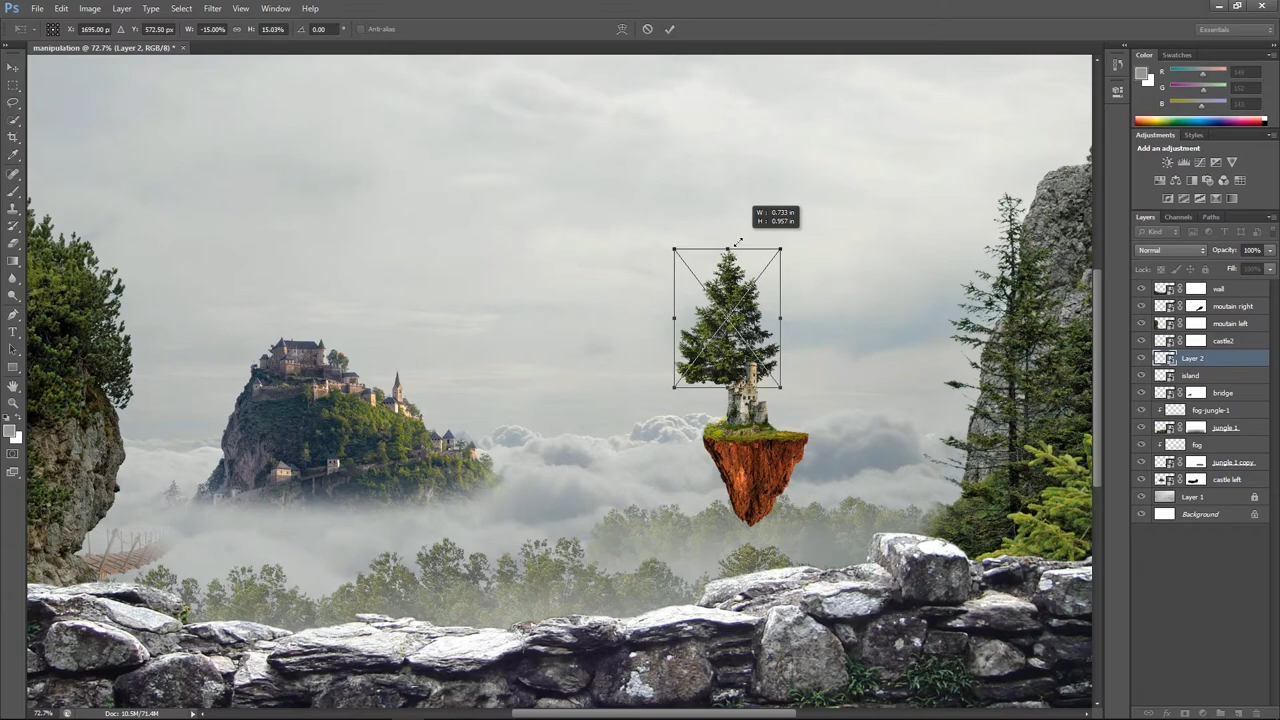 Ps File Edit Image Layer Type Select Filter View Window Help
X: 1695.00 p Y: 572.50 px W: -15.00% H: 15.03% 0.00 ° Anti-alias Essentials
manipulation @ 72.7% (Layer 2, RGB/8) * ×
Color Swatches
R 149
G 152
B 143
Adjustments Styles
Add an adjustment
Layers Channels Paths
Kind
Normal Opacity: 100%
Lock: Fill: 100%
wall
moutain right
moutain left
castle2
Layer 2
island
bridge
fog-jungle-1
jungle 1
fog
jungle 1 copy
castle left
Layer 1
Background
W : 0.733 in
H : 0.957 in
72.7% Doc: 10.5M/71.4M
fx